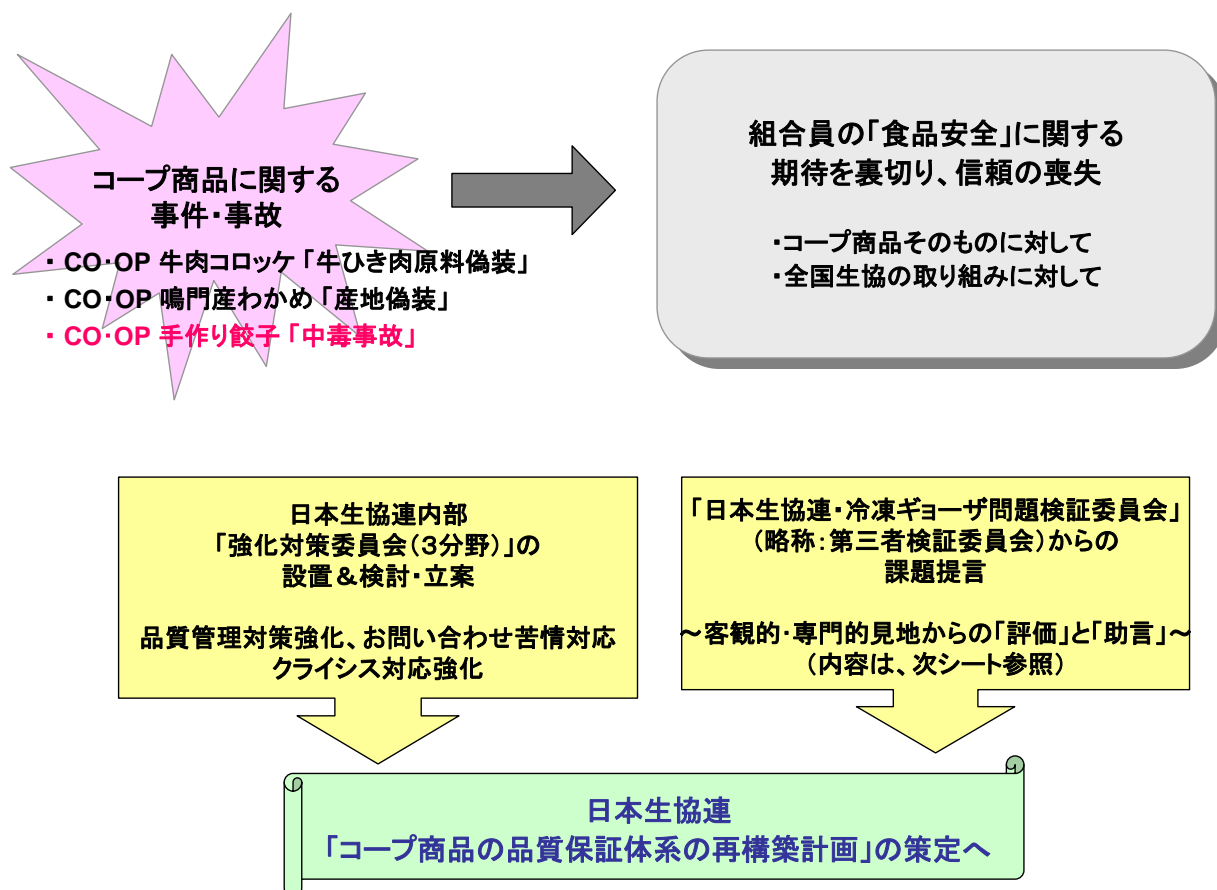 コープ商品に関する
事件・事故
・ CO・OP 牛肉コロッケ 「牛ひき肉原料偽装」
・ CO・OP 鳴門産わかめ 「産地偽装」
・ CO・OP 手作り餃子 「中毒事故」
組合員の「食品安全」に関する
期待を裏切り、信頼の喪失
・コープ商品そのものに対して
・全国生協の取り組みに対して
日本生協連内部
「強化対策委員会（３分野）」の
設置＆検討・立案
品質管理対策強化、お問い合わせ苦情対応
クライシス対応強化
「日本生協連・冷凍ギョーザ問題検証委員会」
（略称：第三者検証委員会）からの
課題提言
～客観的・専門的見地からの「評価」と「助言」～
（内容は、次シート参照）
日本生協連
「コープ商品の品質保証体系の再構築計画」の策定へ